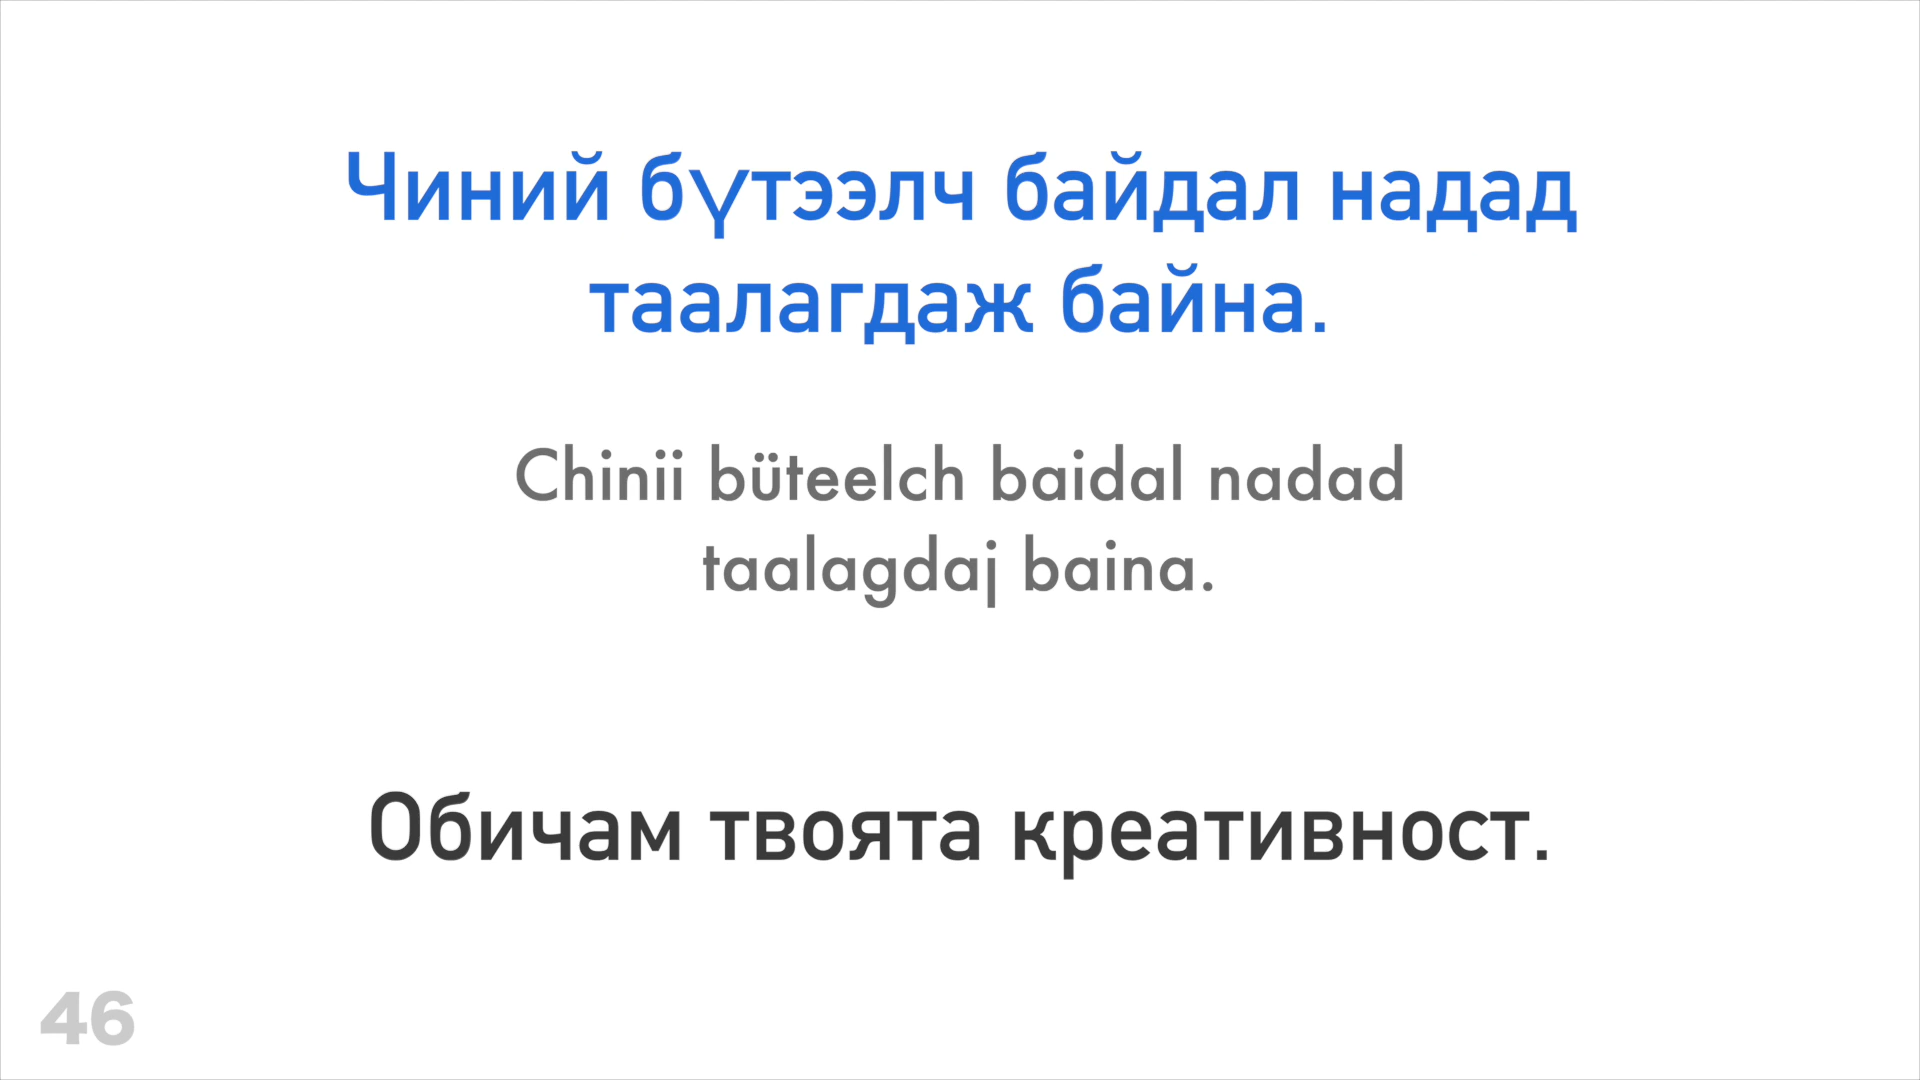 Чиний бүтээлч байдал надад
таалагдаж байна.
Chinii büteelch baidal nadad
taalagdaj baina.
Обичам твоята креативност.
46